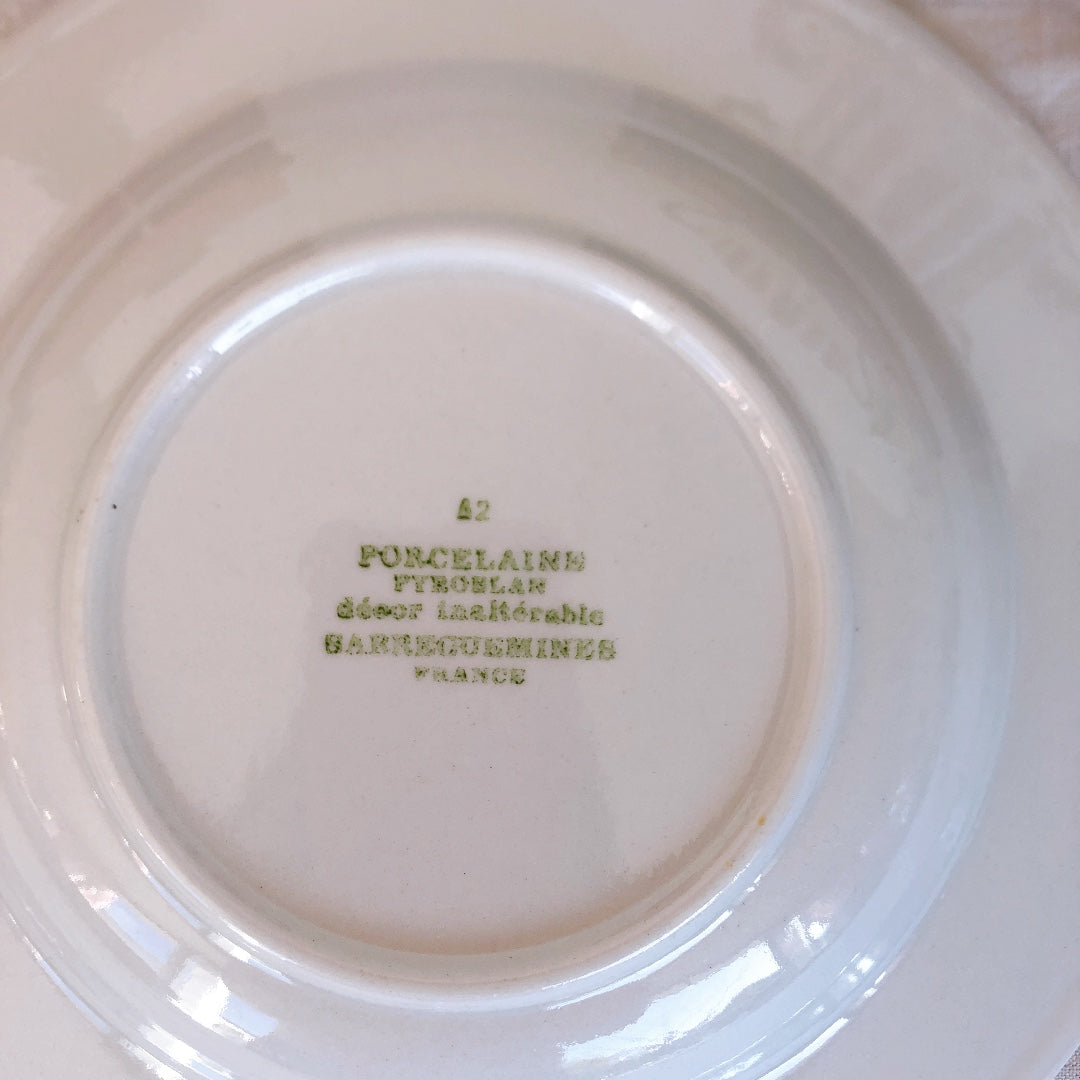 A2
PORCELAINE
PYROBLAN
décor inaltérable
SARREGUEMINES
FRANCE